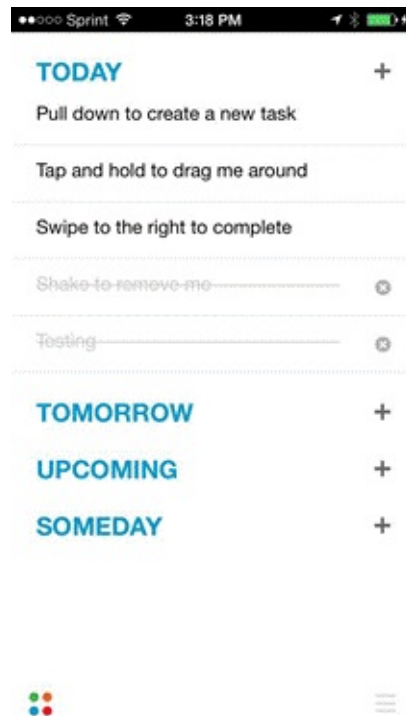 Sprint 3:18 PM
TODAY +
Pull down to create a new task
Tap and hold to drag me around
Swipe to the right to complete
Shake to remove me
Testing
TOMORROW +
UPCOMING +
SOMEDAY +